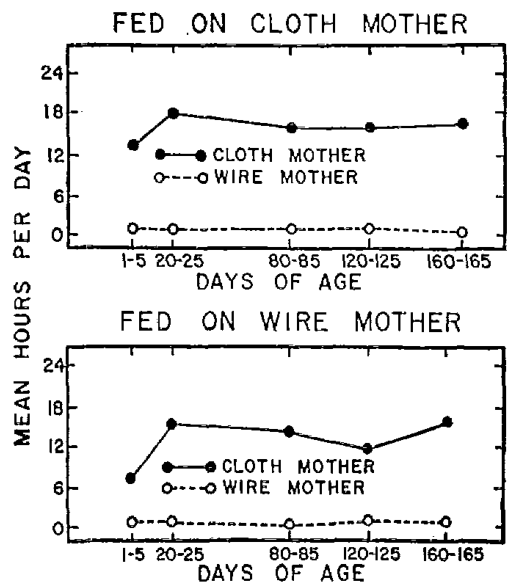 FED ON CLOTH MOTHER
24
18
12
6
0
CLOTH MOTHER
WIRE MOTHER
1-5 20-25 80-85 120-125 160-165
DAYS OF AGE
MEAN HOURS PER DAY
FED ON WIRE MOTHER
24
18
12
6
0
CLOTH MOTHER
WIRE MOTHER
1-5 20-25 80-85 120-125 160-165
DAYS OF AGE